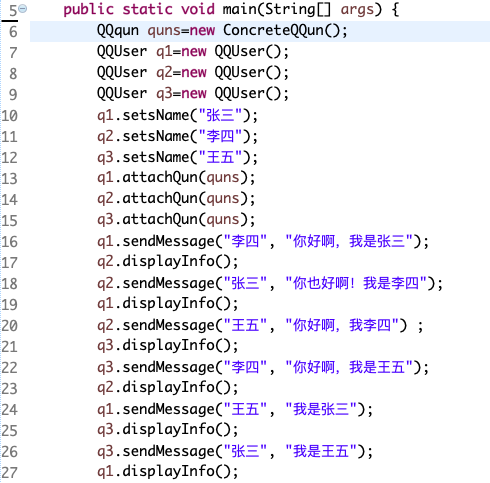 5 public static void main(String[] args) {
6 QQqun quns=new ConcreteQQun();
7 QQUser q1=new QQUser();
8 QQUser q2=new QQUser();
9 QQUser q3=new QQUser();
10 q1.setsName("张三");
11 q2.setsName("李四");
12 q3.setsName("王五");
13 q1.attachQun(quns);
14 q2.attachQun(quns);
15 q3.attachQun(quns);
16 q1.sendMessage("李四", "你好啊，我是张三");
17 q2.displayInfo();
18 q2.sendMessage("张三", "你也好啊！我是李四");
19 q1.displayInfo();
20 q2.sendMessage("王五", "你好啊，我李四") ;
21 q3.displayInfo();
22 q3.sendMessage("李四", "你好啊，我是王五");
23 q2.displayInfo();
24 q1.sendMessage("王五", "我是张三");
25 q3.displayInfo();
26 q3.sendMessage("张三", "我是王五");
27 q1.displayInfo();